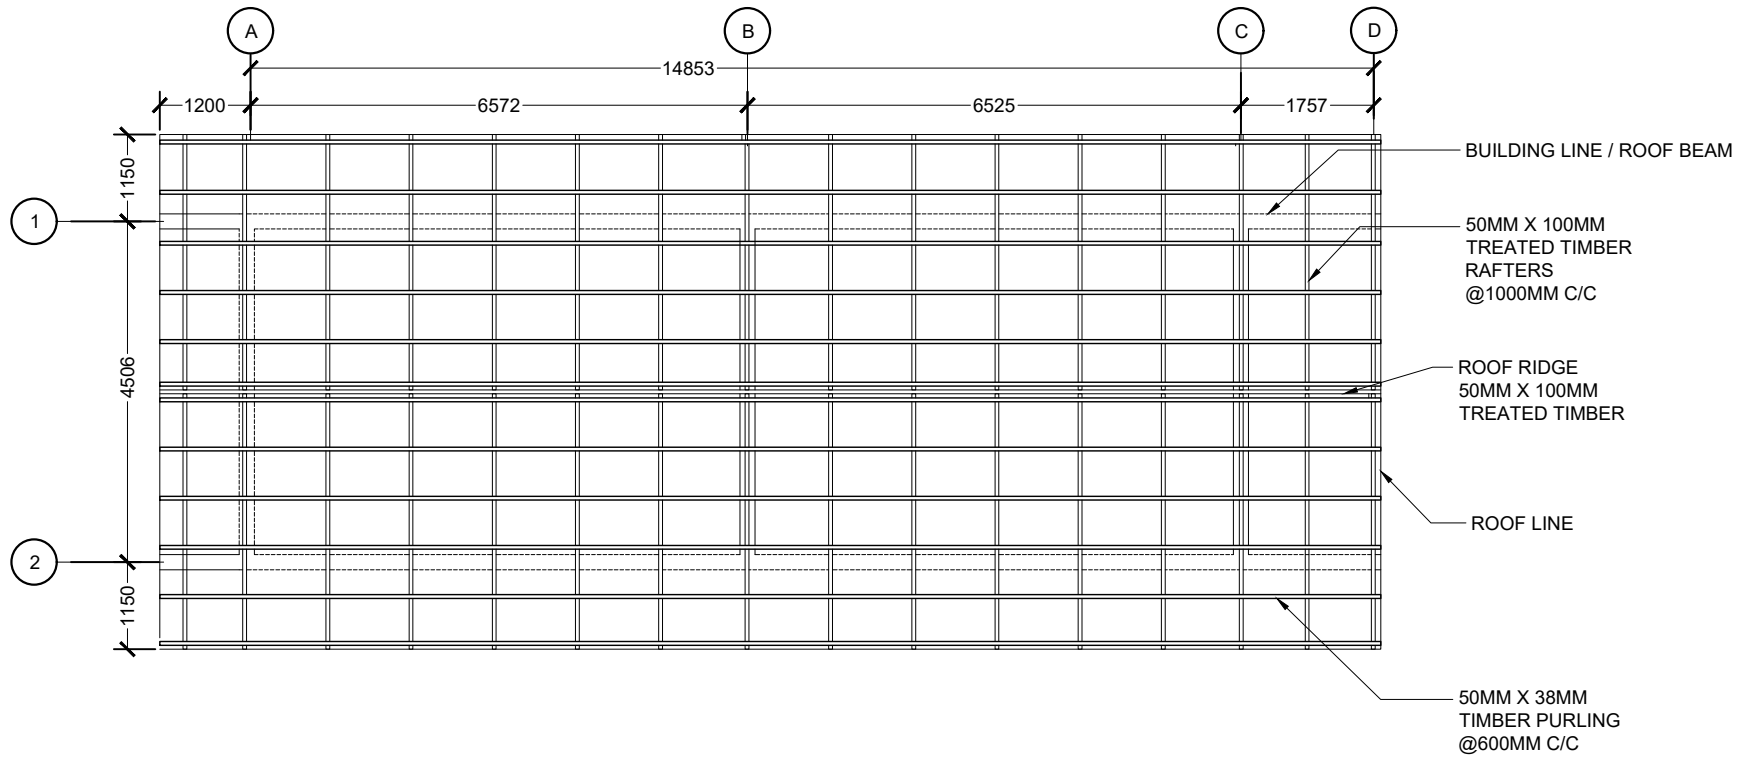 A
B
C
D
14853
1200
6572
6525
1757
1150
BUILDING LINE / ROOF BEAM
1
50MM X 100MM
TREATED TIMBER
RAFTERS
@1000MM C/C
4506
ROOF RIDGE
50MM X 100MM
TREATED TIMBER
ROOF LINE
2
1150
50MM X 38MM
TIMBER PURLING
@600MM C/C